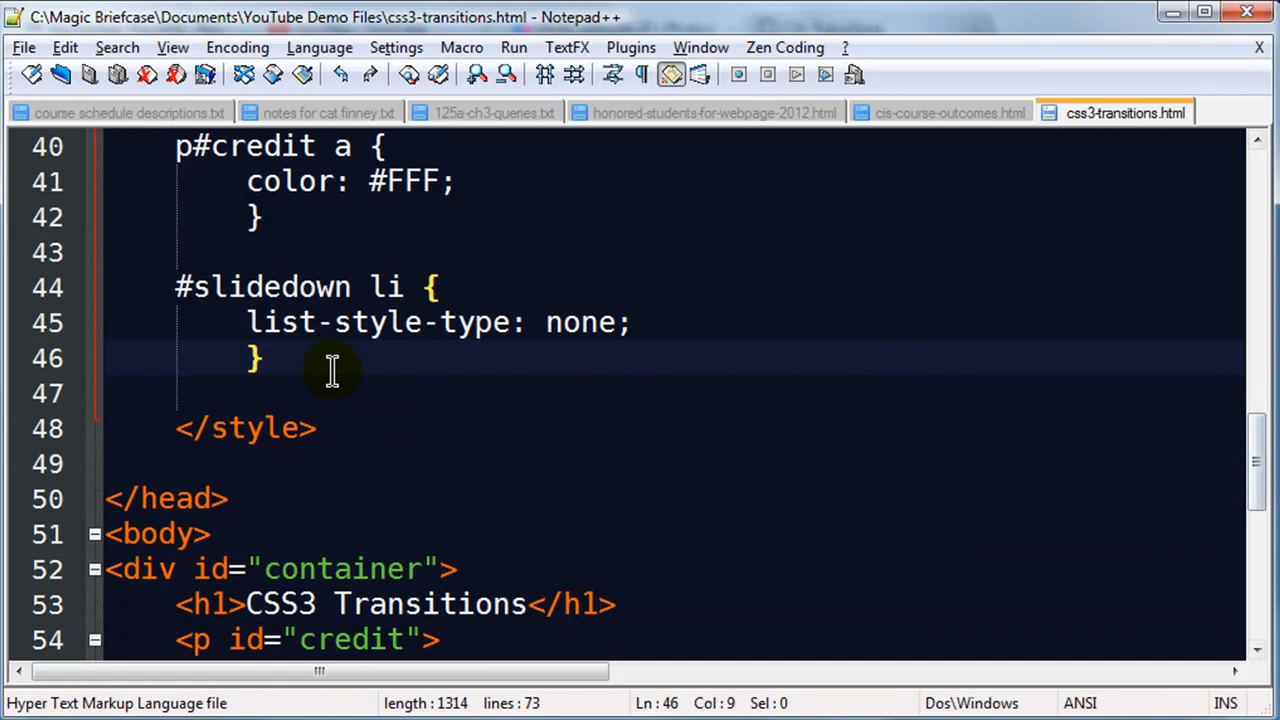 C:\Magic Briefcase\Documents\YouTube Demo Files\css3-transitions.html - Notepad++
File Edit Search View Encoding Language Settings Macro Run TextFX Plugins Window Zen Coding ? X
course schedule descriptions.txt notes for cat finney.txt 125a-ch3-queries.txt honored-students-for-webpage-2012.html cis-course-outcomes.html css3-transitions.html
40 p#credit a {
41 color: #FFF;
42 }
43
44 #slidedown li {
45 list-style-type: none;
46 }
47
48 </style>
49
50 </head>
51 <body>
52 <div id="container">
53 <h1>CSS3 Transitions</h1>
54 <p id="credit">
Hyper Text Markup Language file length : 1314 lines : 73 Ln : 46 Col : 9 Sel : 0 Dos\Windows ANSI INS